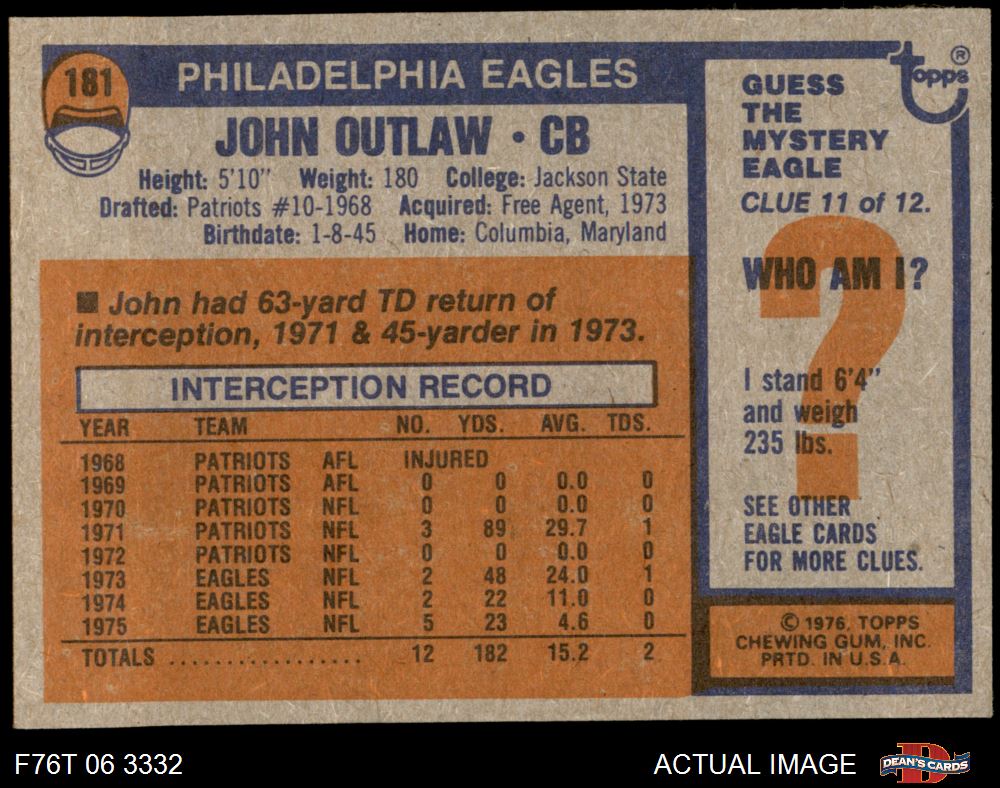 181
PHILADELPHIA EAGLES
JOHN OUTLAW • CB
Height: 5'10" Weight: 180 College: Jackson State
Drafted: Patriots #10-1968 Acquired: Free Agent, 1973
Birthdate: 1-8-45 Home: Columbia, Maryland
■ John had 63-yard TD return of
interception, 1971 & 45-yarder in 1973.
INTERCEPTION RECORD
YEAR TEAM NO. YDS. AVG. TDS.
1968 PATRIOTS AFL INJURED
1969 PATRIOTS AFL 0 0 0.0 0
1970 PATRIOTS NFL 0 0 0.0 0
1971 PATRIOTS NFL 3 89 29.7 1
1972 PATRIOTS NFL 0 0 0.0 0
1973 EAGLES NFL 2 48 24.0 1
1974 EAGLES NFL 2 22 11.0 0
1975 EAGLES NFL 5 23 4.6 0
TOTALS .................. 12 182 15.2 2
topps ®
GUESS
THE
MYSTERY
EAGLE
CLUE 11 of 12.
?
WHO AM I?
I stand 6'4"
and weigh
235 lbs.
SEE OTHER
EAGLE CARDS
FOR MORE CLUES.
© 1976. TOPPS
CHEWING GUM, INC.
PRTD. IN U.S.A.
F76T 06 3332
ACTUAL IMAGE
D
DEAN'S CARDS